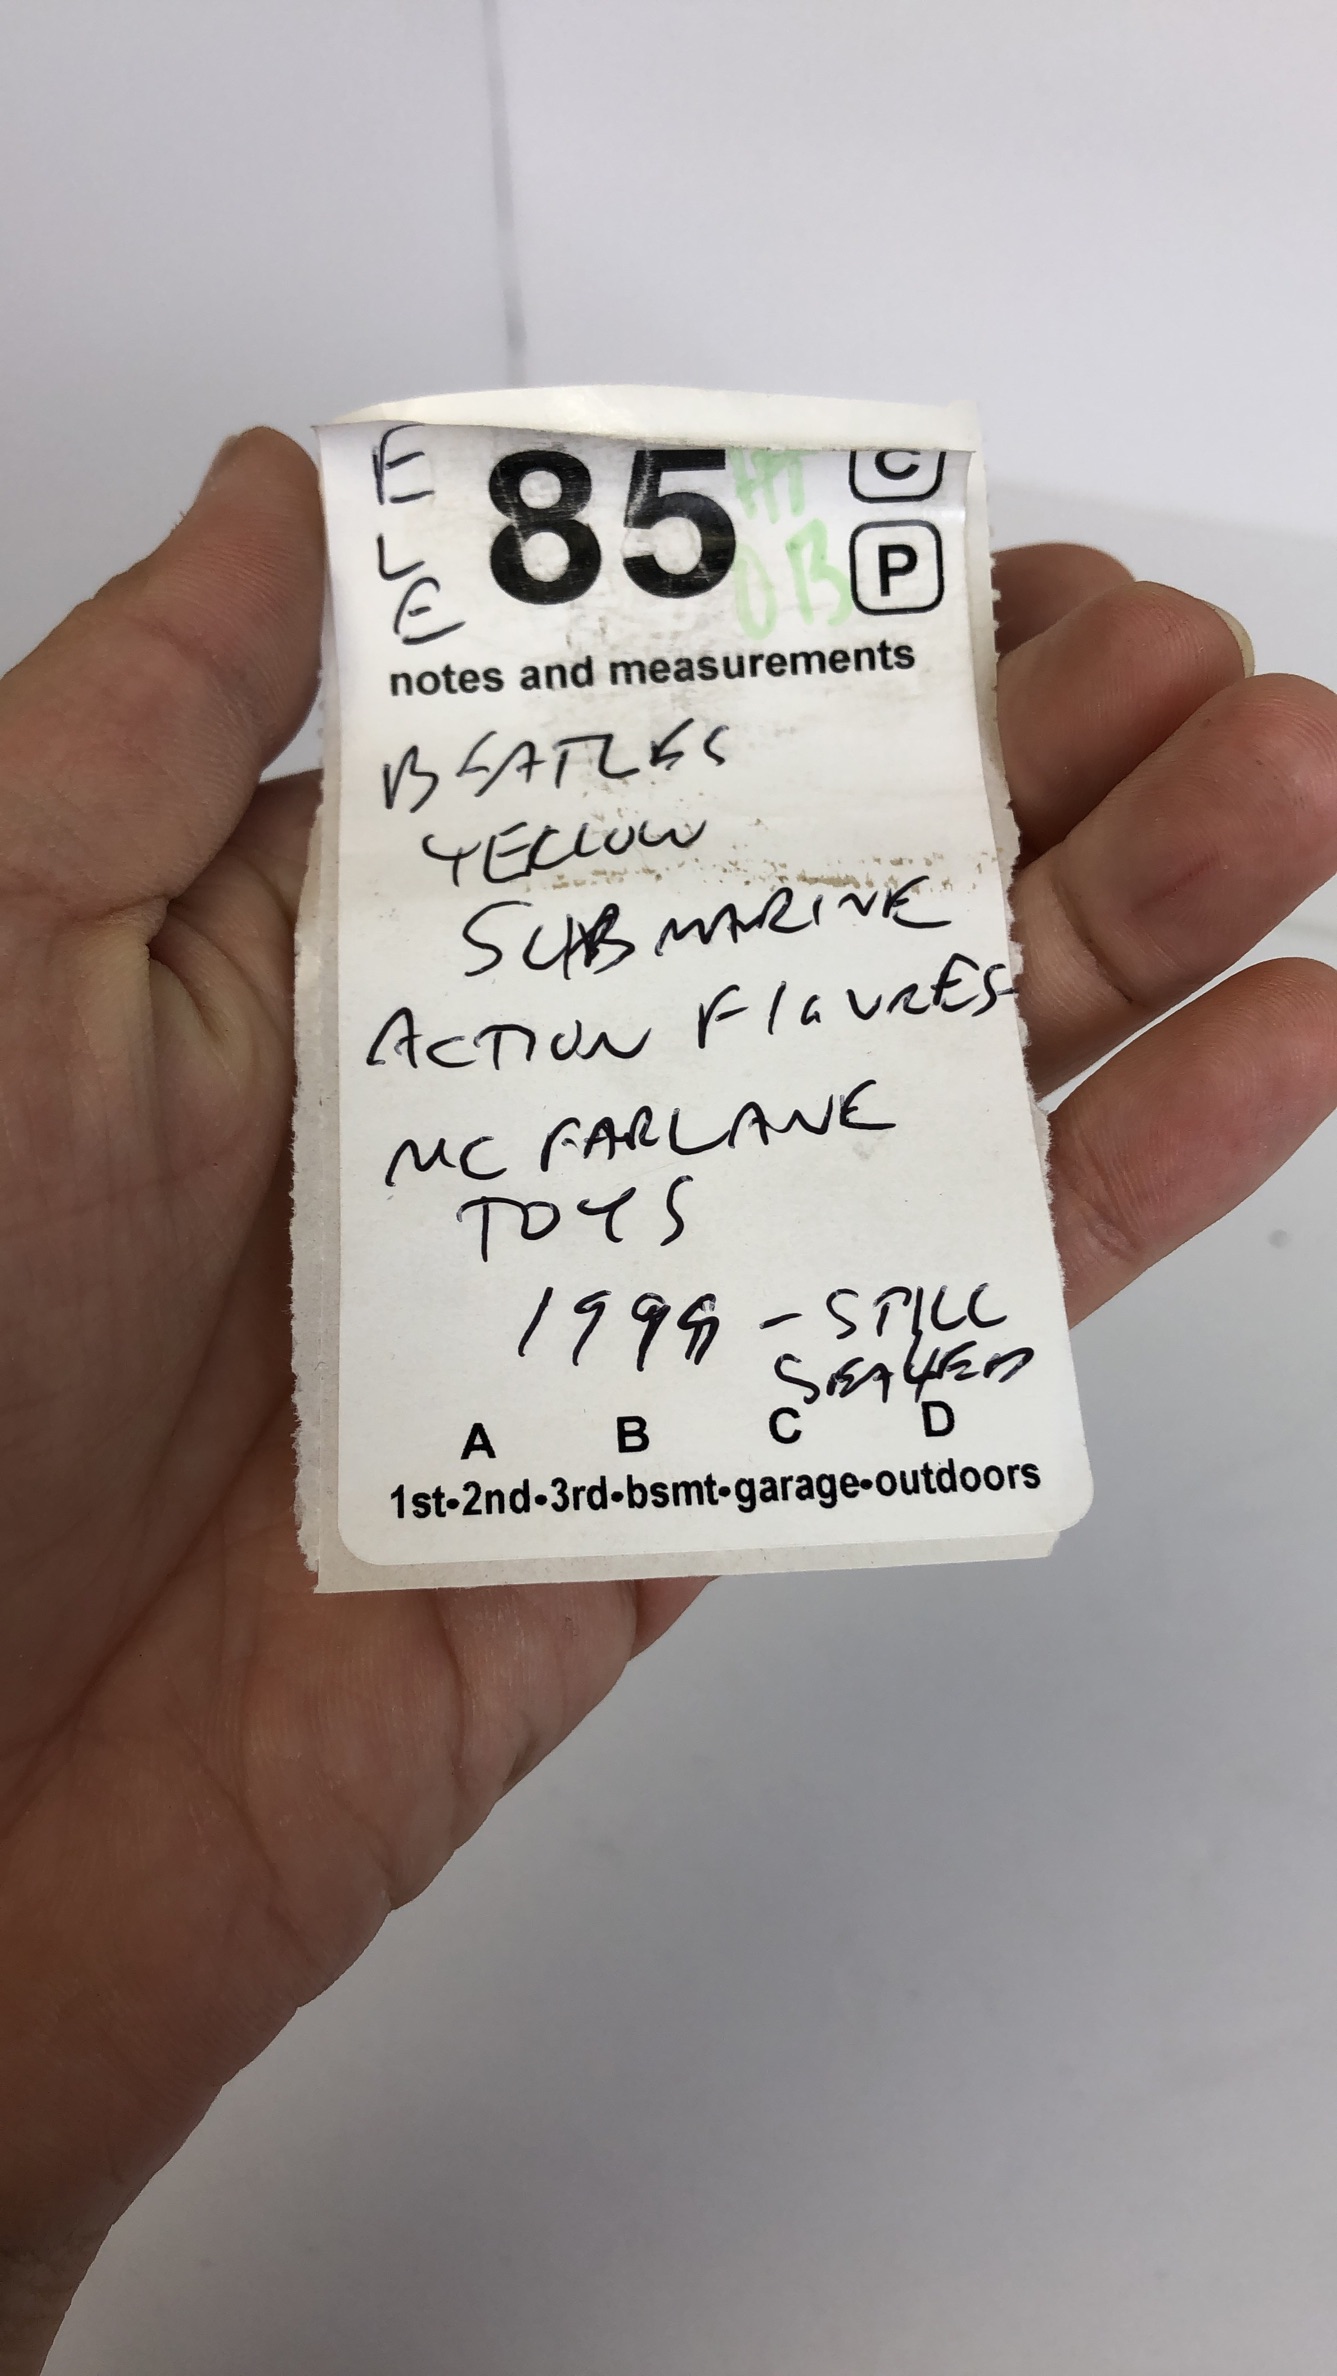 E
L
E
85
C
P
OB
notes and measurements
BEATLES
YELLOW
SUBMARINE
ACTION FIGURES
MC FARLANE
TOYS
1999 - STILL
SEALED
A B C D
1st•2nd•3rd•bsmt•garage•outdoors